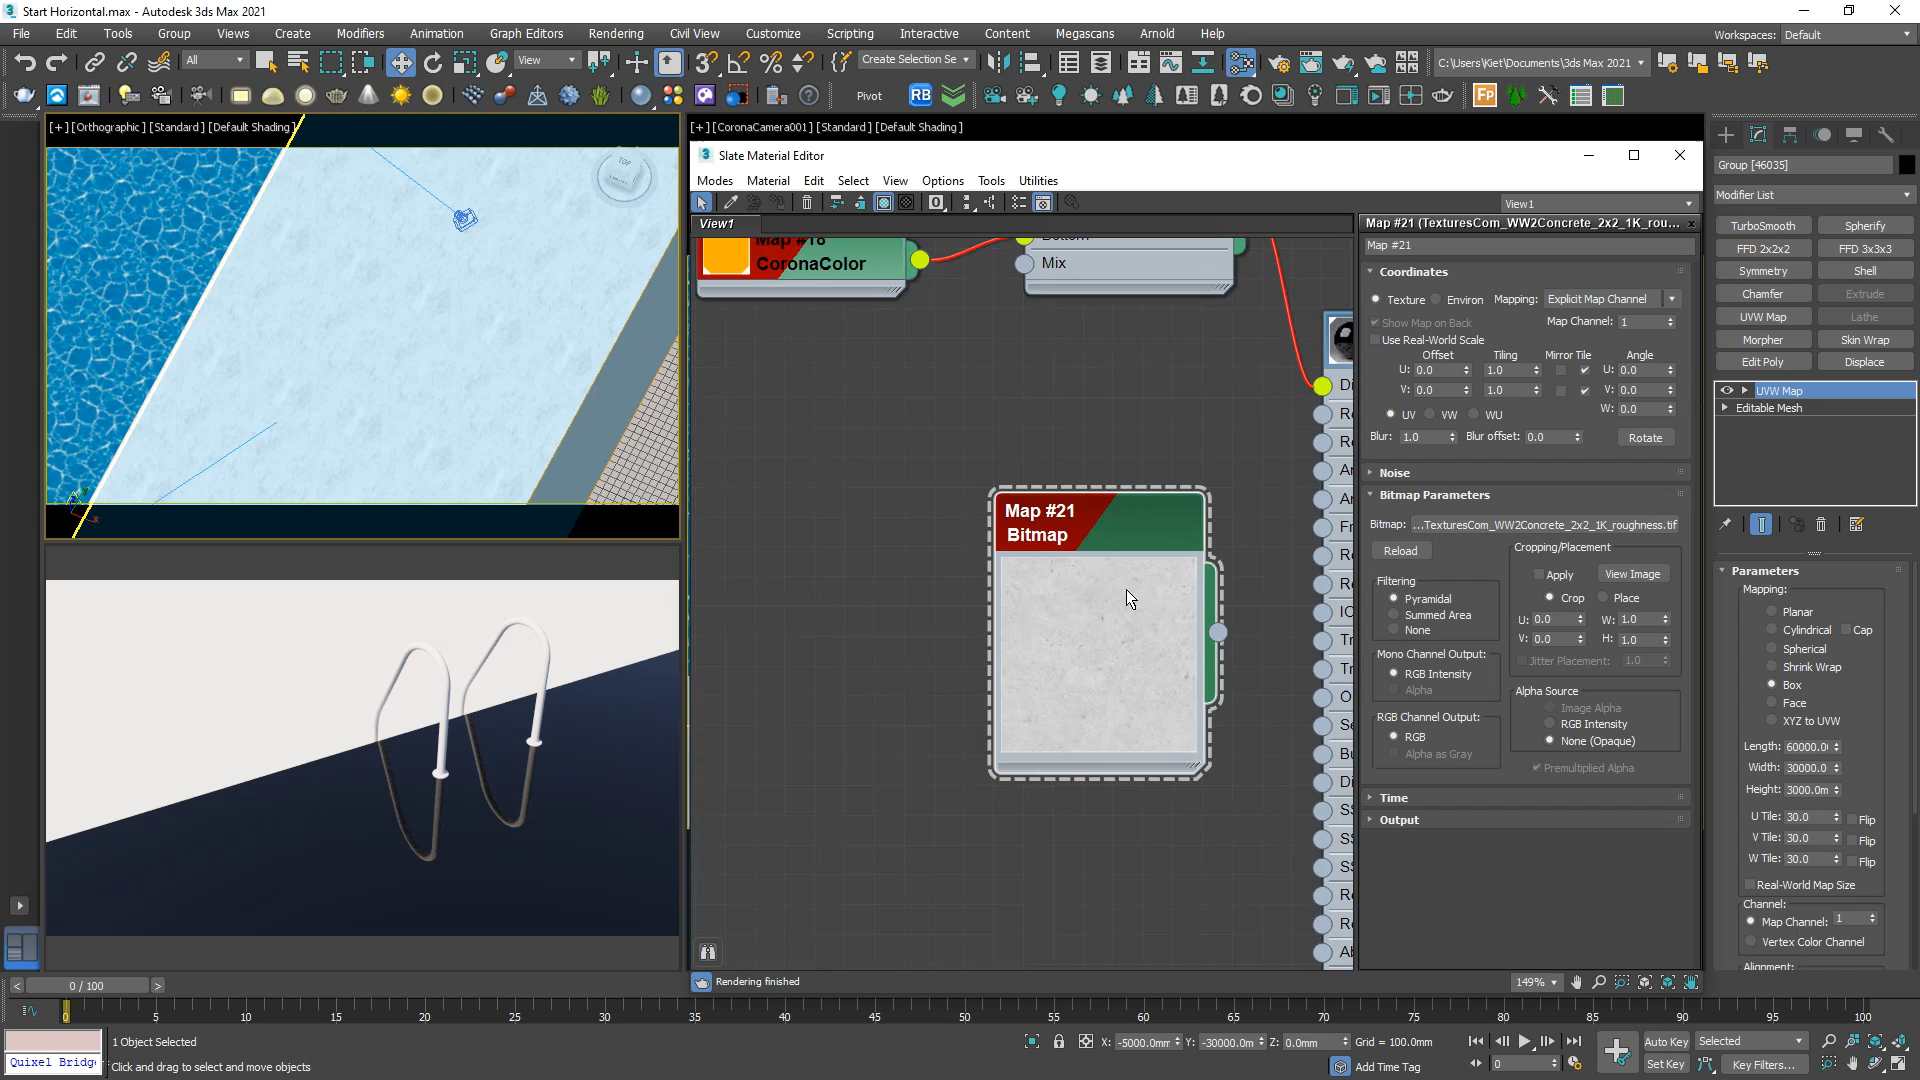 Start Horizontal.max - Autodesk 3ds Max 2021
File Edit Tools Group Views Create Modifiers Animation Graph Editors Rendering Civil View Customize Scripting Interactive Content Megascans Arnold Help
Workspaces: Default
All View Create Selection Se C:\Users\Kiet\Documents\3ds Max 2021
Pivot RB Fp
[+] [Orthographic ] [Standard ] [Default Shading ]
[+] [CoronaCamera001 ] [Standard ] [Default Shading ]
TOP
Slate Material Editor
Modes Material Edit Select View Options Tools Utilities
View1
View1
Map #18
CoronaColor
Bottom
Mix
Map #21
Bitmap
Map #21 (TexturesCom_WW2Concrete_2x2_1K_rou...
Map #21
Coordinates
Texture Environ Mapping: Explicit Map Channel
Show Map on Back Map Channel: 1
Use Real-World Scale
Offset Tiling Mirror Tile Angle
U: 0.0 1.0 U: 0.0
V: 0.0 1.0 V: 0.0
W: 0.0
UV VW WU
Blur: 1.0 Blur offset: 0.0 Rotate
Noise
Bitmap Parameters
Bitmap: ...TexturesCom_WW2Concrete_2x2_1K_roughness.tif
Reload
Cropping/Placement
Apply View Image
Crop Place
U: 0.0 W: 1.0
V: 0.0 H: 1.0
Jitter Placement: 1.0
Filtering
Pyramidal
Summed Area
None
Mono Channel Output:
RGB Intensity
Alpha
RGB Channel Output:
RGB
Alpha as Gray
Alpha Source
Image Alpha
RGB Intensity
None (Opaque)
Premultiplied Alpha
Time
Output
Rendering finished
149%
Group [46035]
Modifier List
TurboSmooth Spherify
FFD 2x2x2 FFD 3x3x3
Symmetry Shell
Chamfer Extrude
UVW Map Lathe
Morpher Skin Wrap
Edit Poly Displace
UVW Map
Editable Mesh
Parameters
Mapping:
Planar
Cylindrical Cap
Spherical
Shrink Wrap
Box
Face
XYZ to UVW
Length: 60000.0
Width: 30000.0
Height: 3000.0m
U Tile: 30.0 Flip
V Tile: 30.0 Flip
W Tile: 30.0 Flip
Real-World Map Size
Channel:
Map Channel: 1
Vertex Color Channel
Alignment:
0 / 100
0 5 10 15 20 25 30 35 40 45 50 55 60 65 70 75 80 85 90 95 100
1 Object Selected
Click and drag to select and move objects
Quixel Bridg
X: -5000.0mm Y: -30000.0m Z: 0.0mm Grid = 100.0mm
Add Time Tag
0
Auto Key Selected
Set Key Key Filters...